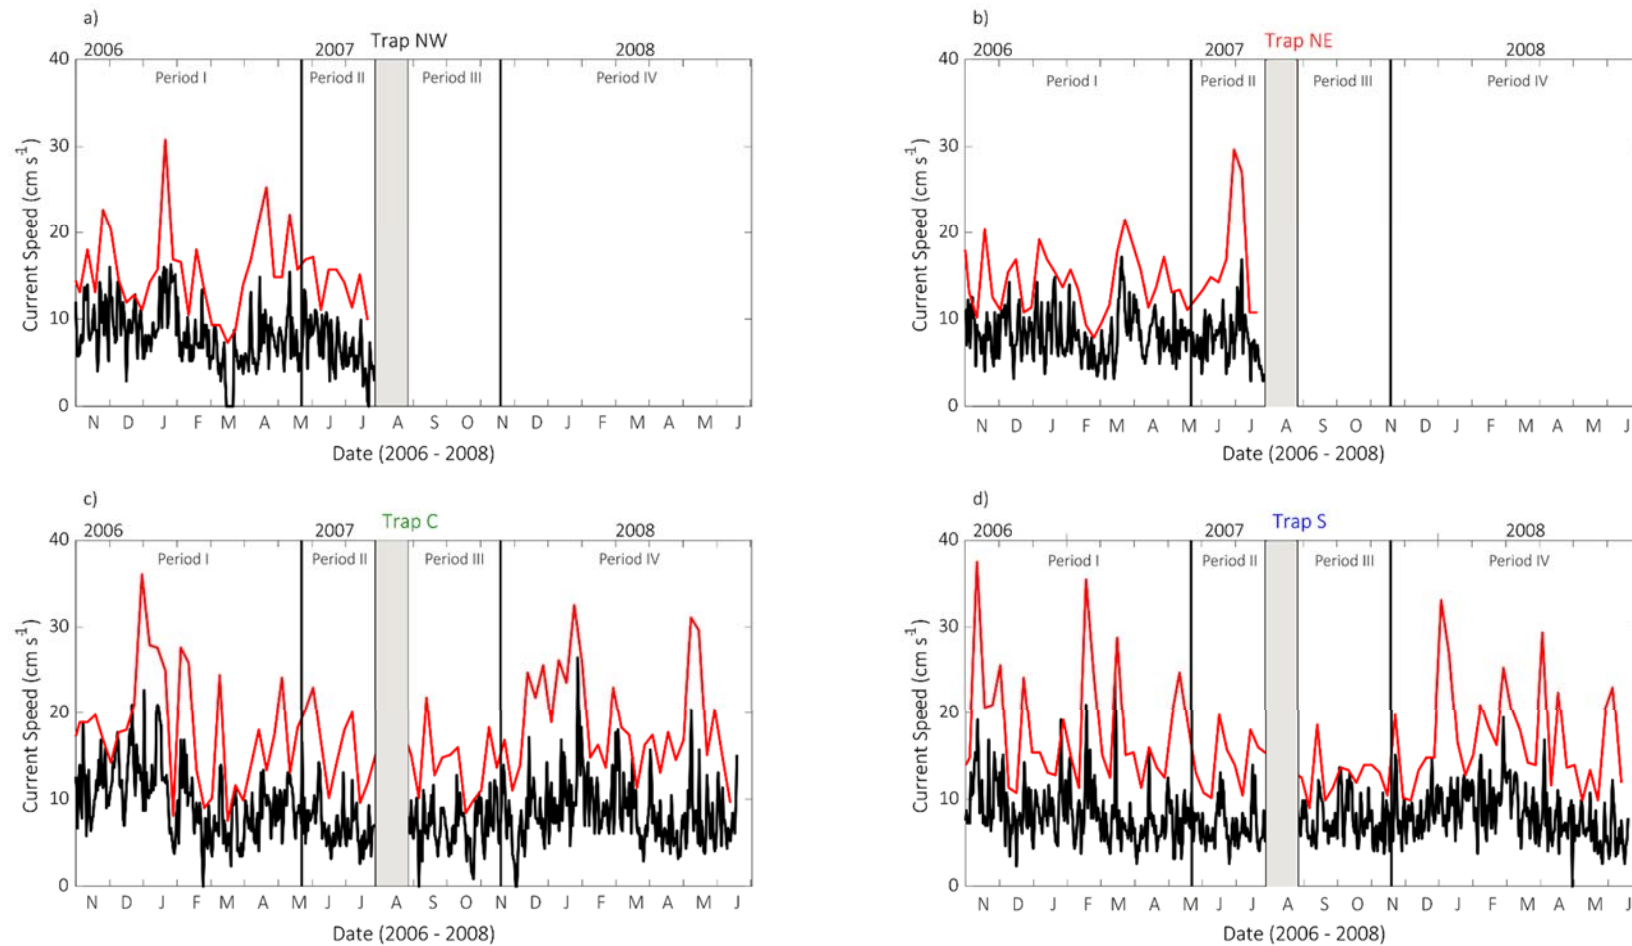 a)
Trap NW
2006 2007 2008
Period I Period II Period III Period IV
Current Speed (cm s-1)
40
30
20
10
0
N D J F M A M J J A S O N D J F M A M J
Date (2006 - 2008)
b)
Trap NE
2006 2007 2008
Period I Period II Period III Period IV
Current Speed (cm s-1)
40
30
20
10
0
N D J F M A M J J A S O N D J F M A M J
Date (2006 - 2008)
c)
Trap C
2006 2007 2008
Period I Period II Period III Period IV
Current Speed (cm s-1)
40
30
20
10
0
N D J F M A M J J A S O N D J F M A M J
Date (2006 - 2008)
d)
Trap S
2006 2007 2008
Period I Period II Period III Period IV
Current Speed (cm s-1)
40
30
20
10
0
N D J F M A M J J A S O N D J F M A M J
Date (2006 - 2008)